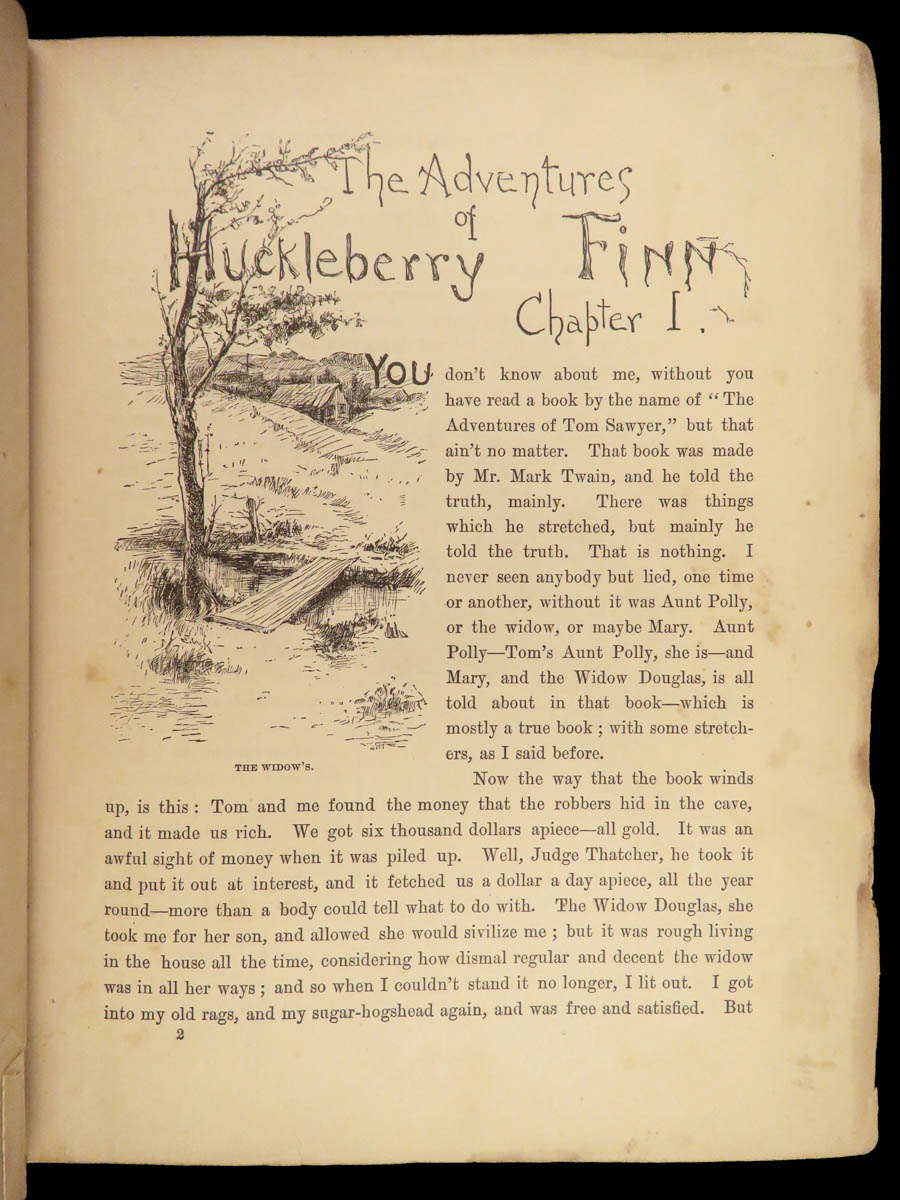 The Adventures
of
Huckleberry Finn
Chapter I.
YOU don't know about me, without you
have read a book by the name of "The
Adventures of Tom Sawyer," but that
ain't no matter. That book was made
by Mr. Mark Twain, and he told the
truth, mainly. There was things
which he stretched, but mainly he
told the truth. That is nothing. I
never seen anybody but lied, one time
or another, without it was Aunt Polly,
or the widow, or maybe Mary. Aunt
Polly—Tom's Aunt Polly, she is—and
Mary, and the Widow Douglas, is all
told about in that book—which is
mostly a true book ; with some stretch-
ers, as I said before.
THE WIDOW'S.
Now the way that the book winds
up, is this : Tom and me found the money that the robbers hid in the cave,
and it made us rich. We got six thousand dollars apiece—all gold. It was an
awful sight of money when it was piled up. Well, Judge Thatcher, he took it
and put it out at interest, and it fetched us a dollar a day apiece, all the year
round—more than a body could tell what to do with. The Widow Douglas, she
took me for her son, and allowed she would sivilize me ; but it was rough living
in the house all the time, considering how dismal regular and decent the widow
was in all her ways ; and so when I couldn't stand it no longer, I lit out. I got
into my old rags, and my sugar-hogshead again, and was free and satisfied. But
2